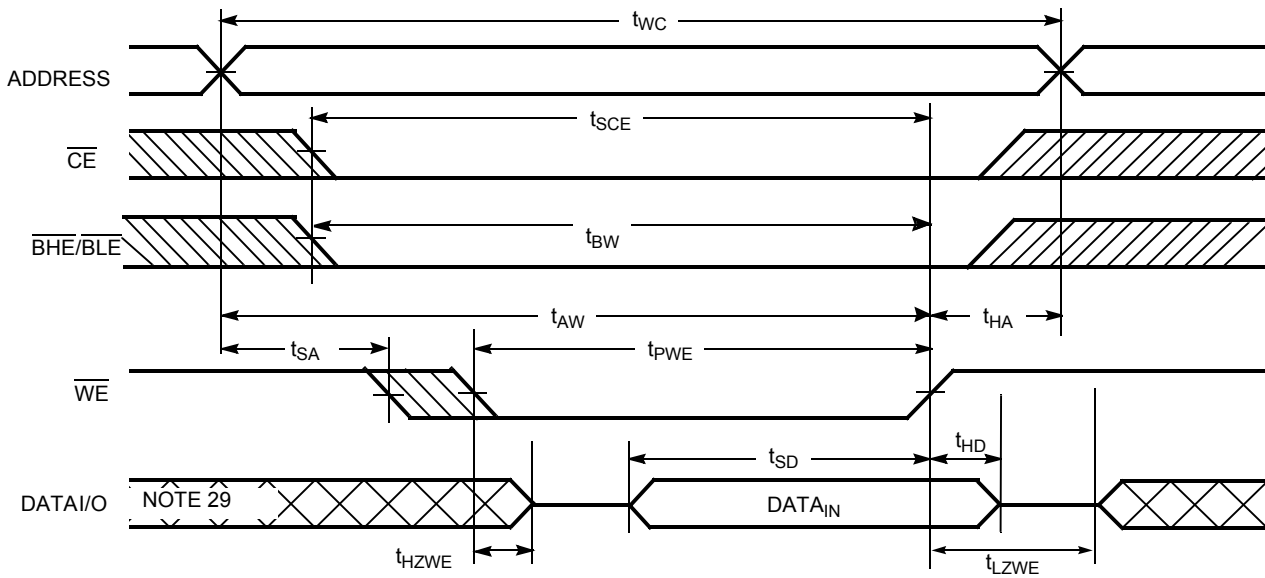 tWC
ADDRESS
tSCE
CE
tBW
BHE/BLE
tAW
tHA
tSA
tPWE
WE
tSD
tHD
DATAI/O
NOTE 29
DATAIN
tHZWE
tLZWE